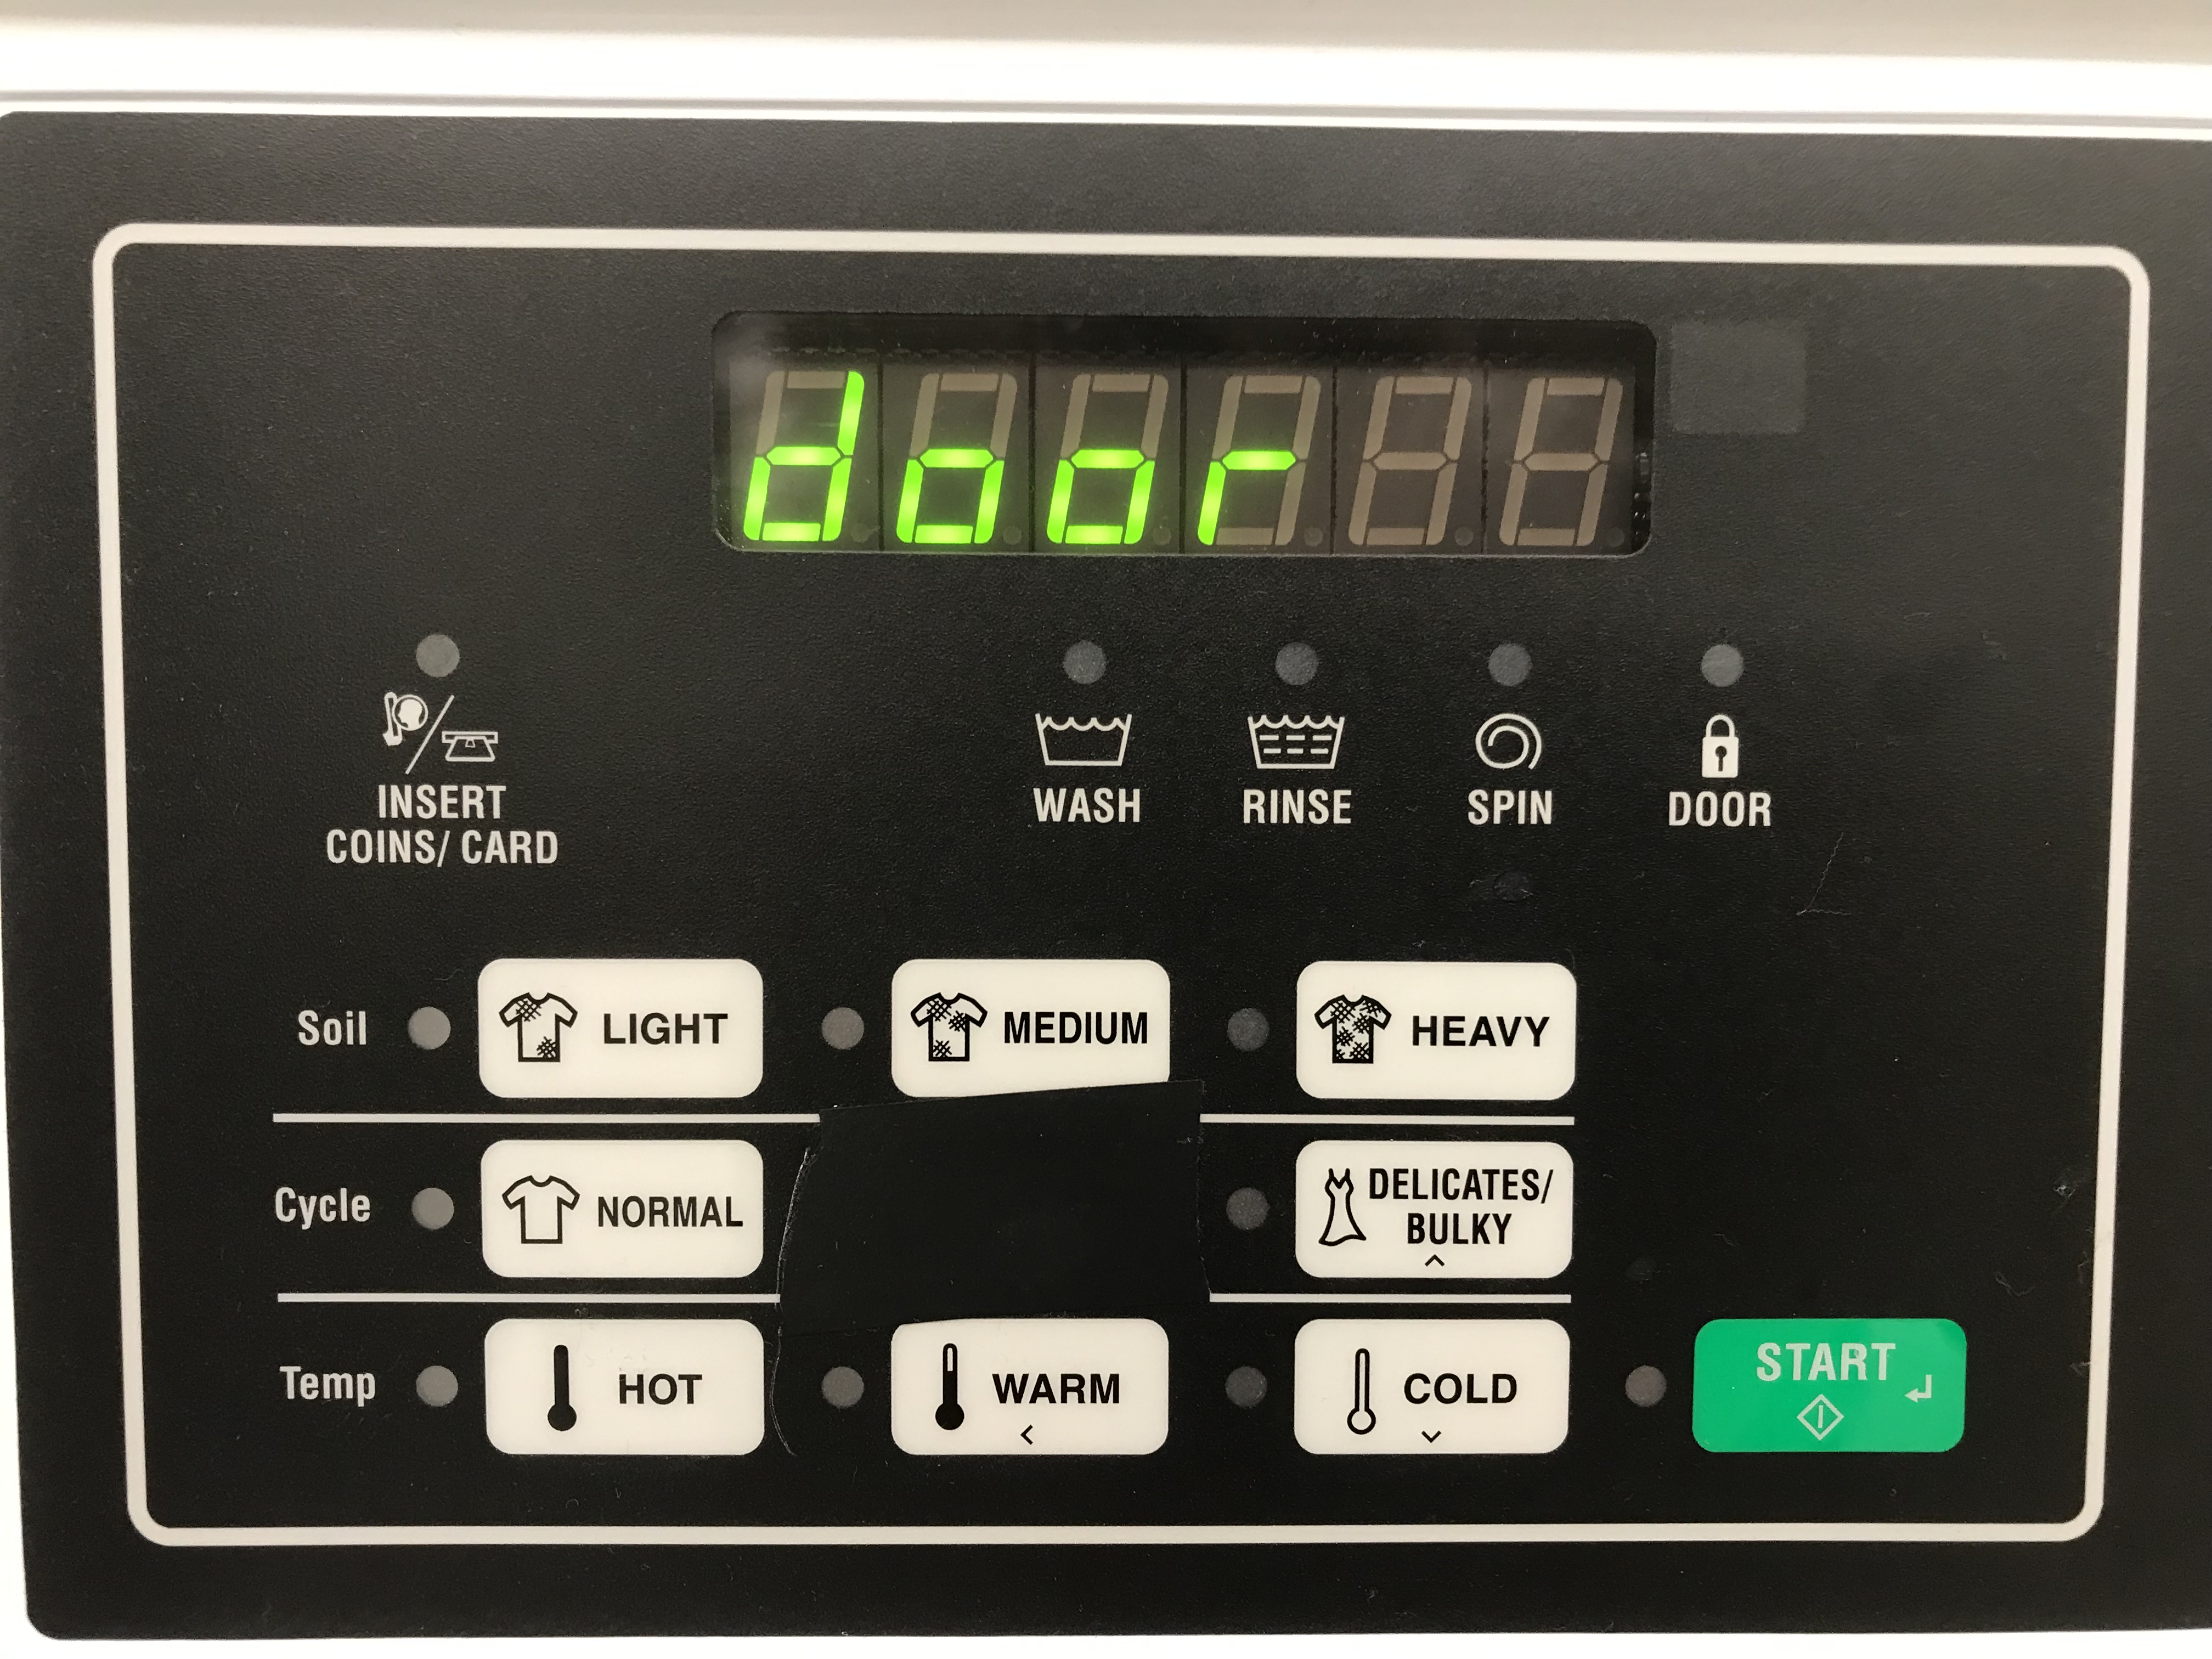 door
INSERT
COINS/ CARD
WASH
RINSE
SPIN
DOOR
Soil
LIGHT
MEDIUM
HEAVY
Cycle
NORMAL
DELICATES/
BULKY
Temp
HOT
WARM
COLD
START